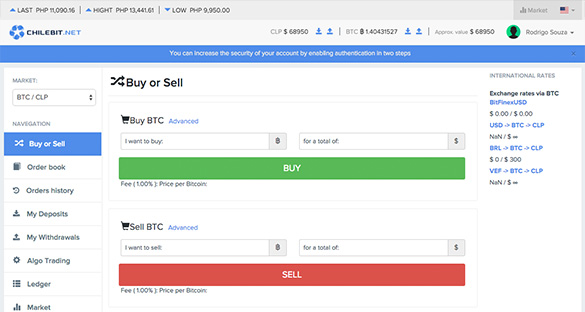 LAST PHP 11,090.16 HIGHT PHP 13,441.61 LOW PHP 9,950.00 Market
CHILEBIT.NET CLP $ 68950 BTC ฿ 1.40431527 Approx. value $ 68950 Rodrigo Souza
You can increase the security of your account by enabling authentication in two steps
MARKET:
BTC / CLP
NAVIGATION
Buy or Sell
Order book
Orders history
My Deposits
My Withdrawals
Algo Trading
Ledger
Market
Buy or Sell
Buy BTC Advanced
I want to buy: ฿ for a total of: $
BUY
Fee ( 1.00% ): Price per Bitcoin:
Sell BTC Advanced
I want to sell: ฿ for a total of: $
SELL
Fee ( 1.00% ): Price per Bitcoin:
INTERNATIONAL RATES
Exchange rates via BTC
BitFinexUSD
$ 0.00 / $ 0.00
USD -> BTC -> CLP
NaN / $ ∞
BRL -> BTC -> CLP
$ 0 / $ 300
VEF -> BTC -> CLP
NaN / $ ∞